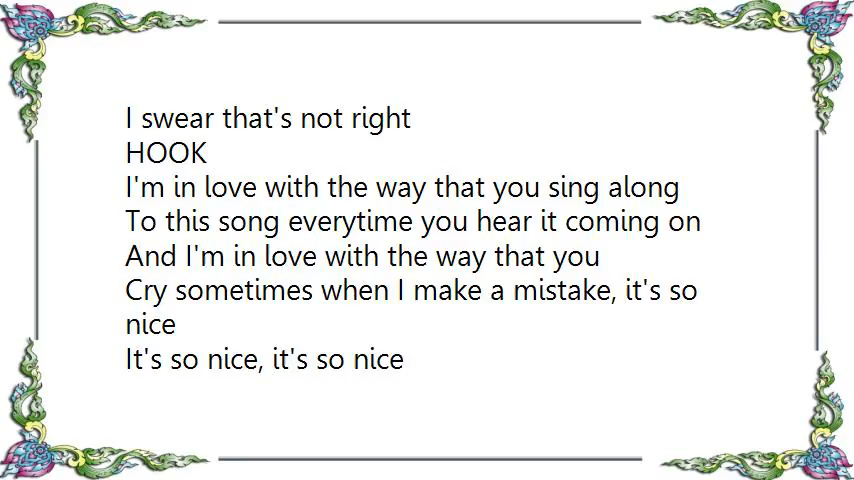 I swear that's not right
HOOK
I'm in love with the way that you sing along
To this song everytime you hear it coming on
And I'm in love with the way that you
Cry sometimes when I make a mistake, it's so
nice
It's so nice, it's so nice